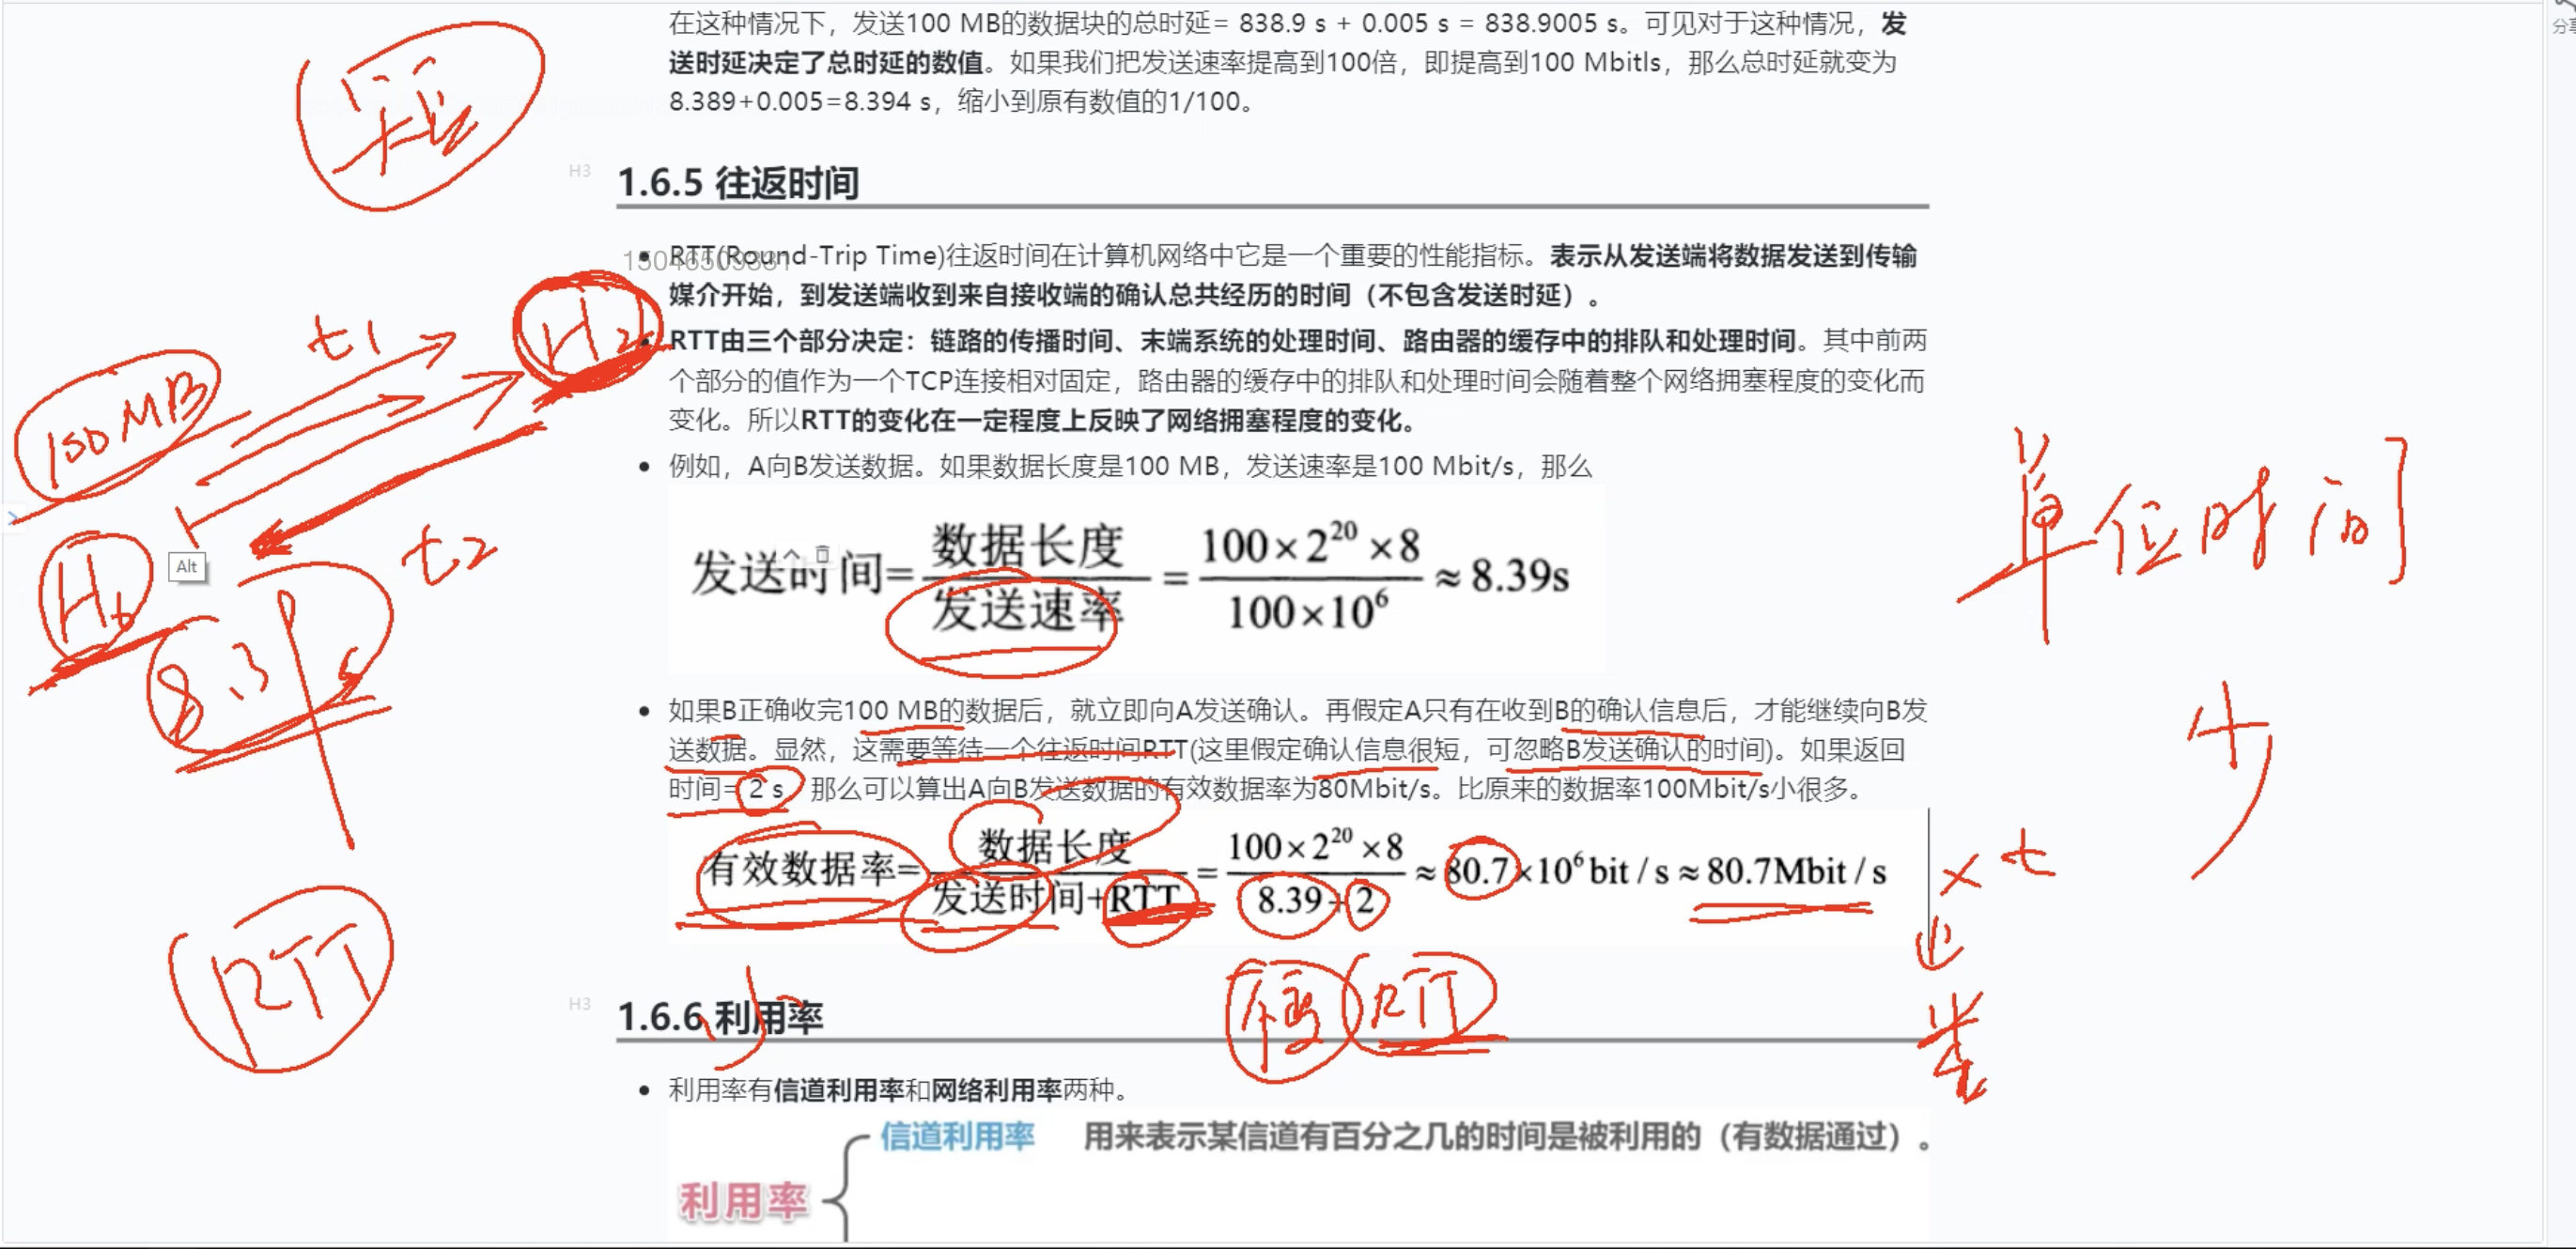 在这种情况下，发送100 MB的数据块的总时延= 838.9 s + 0.005 s = 838.9005 s。可见对于这种情况，发
送时延决定了总时延的数值。如果我们把发送速率提高到100倍，即提高到100 Mbitls，那么总时延就变为
8.389+0.005=8.394 s，缩小到原有数值的1/100。
H3
1.6.5 往返时间
RTT(Round-Trip Time)往返时间在计算机网络中它是一个重要的性能指标。表示从发送端将数据发送到传输
媒介开始，到发送端收到来自接收端的确认总共经历的时间（不包含发送时延）。
RTT由三个部分决定：链路的传播时间、末端系统的处理时间、路由器的缓存中的排队和处理时间。其中前两
个部分的值作为一个TCP连接相对固定，路由器的缓存中的排队和处理时间会随着整个网络拥塞程度的变化而
变化。所以RTT的变化在一定程度上反映了网络拥塞程度的变化。
例如，A向B发送数据。如果数据长度是100 MB，发送速率是100 Mbit/s，那么
发送时间=数据长度/发送速率=100×2^20×8/100×10^6≈8.39s
如果B正确收完100 MB的数据后，就立即向A发送确认。再假定A只有在收到B的确认信息后，才能继续向B发
送数据。显然，这需要等待一个往返时间RTT(这里假定确认信息很短，可忽略B发送确认的时间)。如果返回
时间=2 s 那么可以算出A向B发送数据的有效数据率为80Mbit/s。比原来的数据率100Mbit/s小很多。
有效数据率=数据长度/发送时间+RTT=100×2^20×8/8.39+2≈80.7×10^6bit/s≈80.7Mbit/s
H3
1.6.6 利用率
利用率有信道利用率和网络利用率两种。
信道利用率 用来表示某信道有百分之几的时间是被利用的（有数据通过）。
利用率
t1
100MB
t2
Alt
8.3
RTT
RTT
单位时间
× t